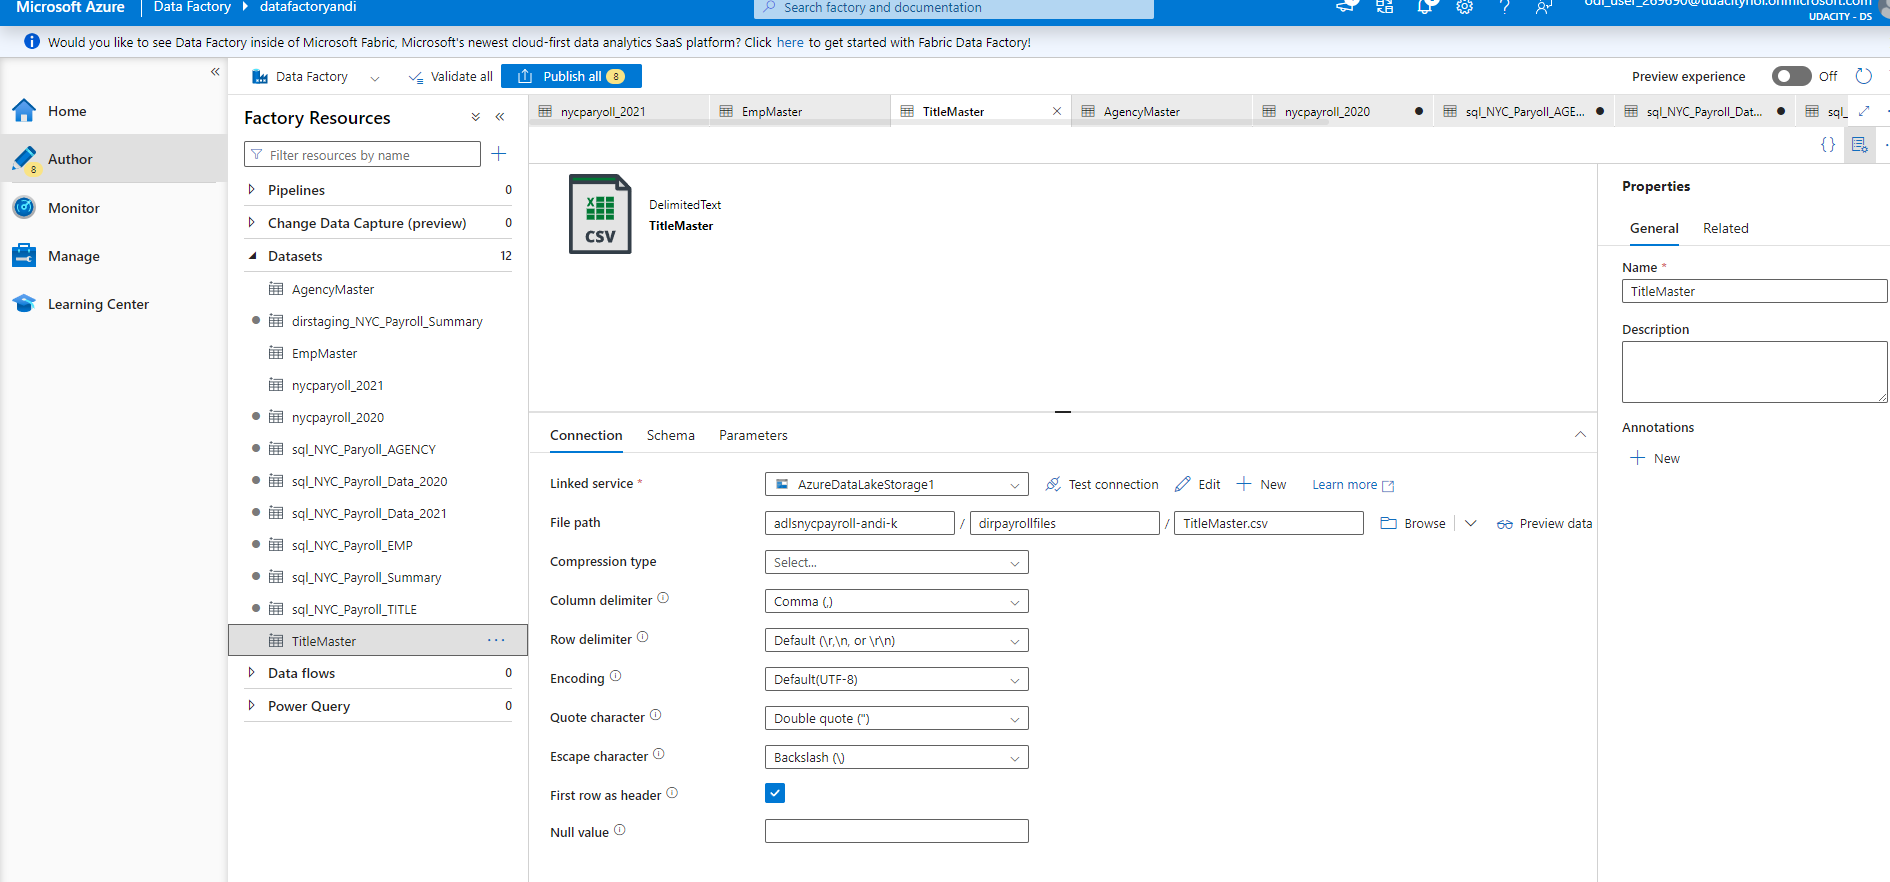 Microsoft Azure
Data Factory
datafactoryandi
Search factory and documentation
odl_user_269690@udacityhol.onmicrosoft.com
UDACITY - DS
Would you like to see Data Factory inside of Microsoft Fabric, Microsoft's newest cloud-first data analytics SaaS platform? Click here to get started with Fabric Data Factory!
Home
Author
8
Monitor
Manage
Learning Center
Data Factory
Validate all
Publish all 8
Preview experience
Off
Factory Resources
Filter resources by name
Pipelines 0
Change Data Capture (preview) 0
Datasets 12
AgencyMaster
dirstaging_NYC_Payroll_Summary
EmpMaster
nycparyoll_2021
nycpayroll_2020
sql_NYC_Paryoll_AGENCY
sql_NYC_Payroll_Data_2020
sql_NYC_Payroll_Data_2021
sql_NYC_Payroll_EMP
sql_NYC_Payroll_Summary
sql_NYC_Payroll_TITLE
TitleMaster
Data flows 0
Power Query 0
nycparyoll_2021
EmpMaster
TitleMaster
AgencyMaster
nycpayroll_2020
sql_NYC_Paryoll_AGE...
sql_NYC_Payroll_Dat...
sql_
{}
CSV
DelimitedText
TitleMaster
Connection
Schema
Parameters
Linked service *
AzureDataLakeStorage1
Test connection
Edit
New
Learn more
File path
adlsnycpayroll-andi-k / dirpayrollfiles / TitleMaster.csv
Browse
Preview data
Compression type
Select...
Column delimiter
Comma (,)
Row delimiter
Default (\r,\n, or \r\n)
Encoding
Default(UTF-8)
Quote character
Double quote (")
Escape character
Backslash (\)
First row as header
Null value
Properties
General
Related
Name *
TitleMaster
Description
Annotations
New